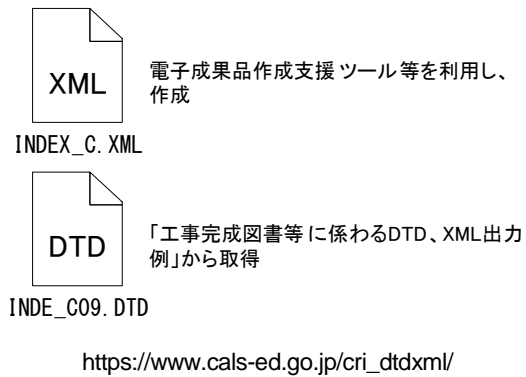 XML
電子成果品作成支援ツール等を利用し、
作成
INDEX_C.XML
DTD
「工事完成図書等に係わるDTD、XML出力
例」から取得
INDE_C09.DTD
https://www.cals-ed.go.jp/cri_dtdxml/